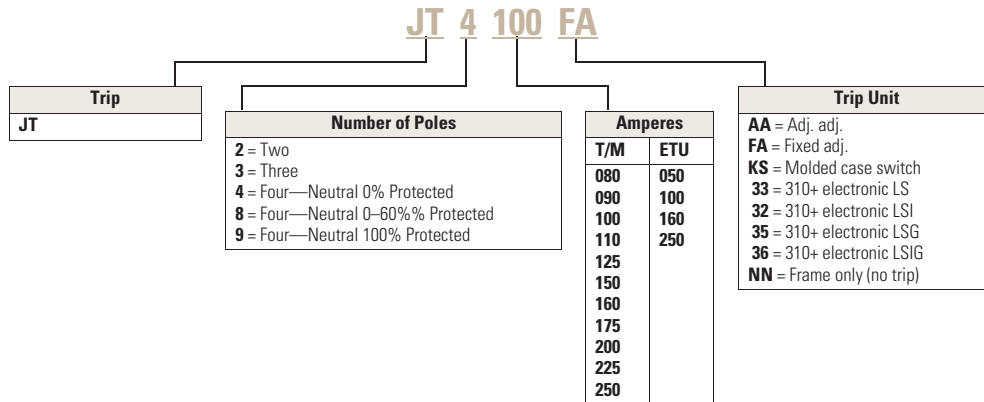 JT 4 100 FA
Trip
JT
Number of Poles
2 = Two
3 = Three
4 = Four—Neutral 0% Protected
8 = Four—Neutral 0–60%% Protected
9 = Four—Neutral 100% Protected
Amperes
T/M ETU
080 050
090 100
100 160
110 250
125
150
160
175
200
225
250
Trip Unit
AA = Adj. adj.
FA = Fixed adj.
KS = Molded case switch
33 = 310+ electronic LS
32 = 310+ electronic LSI
35 = 310+ electronic LSG
36 = 310+ electronic LSIG
NN = Frame only (no trip)